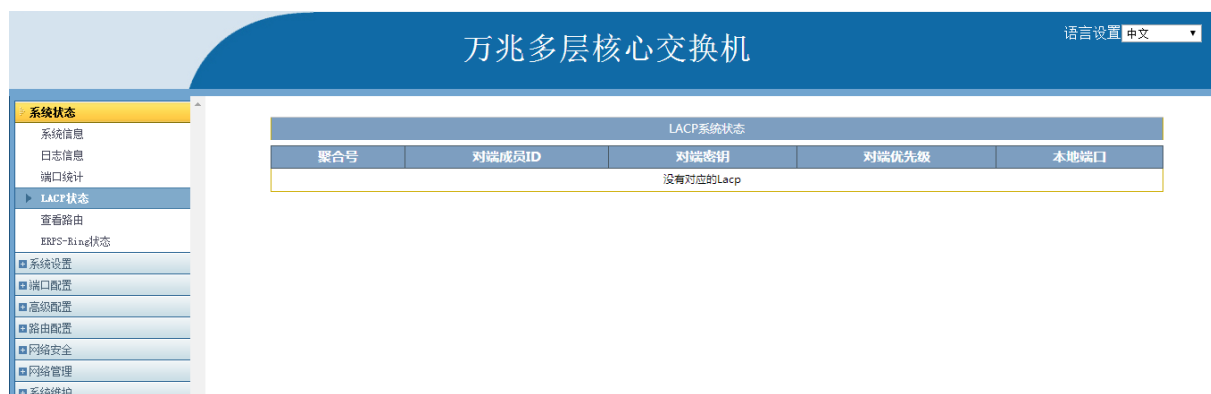 万兆多层核心交换机
语言设置 中文
系统状态
系统信息
日志信息
端口统计
LACP状态
查看路由
ERPS-Ring状态
系统设置
端口配置
高级配置
路由配置
网络安全
网络管理
系统维护
LACP系统状态
聚合号 对端成员ID 对端密钥 对端优先级 本地端口
没有对应的Lacp